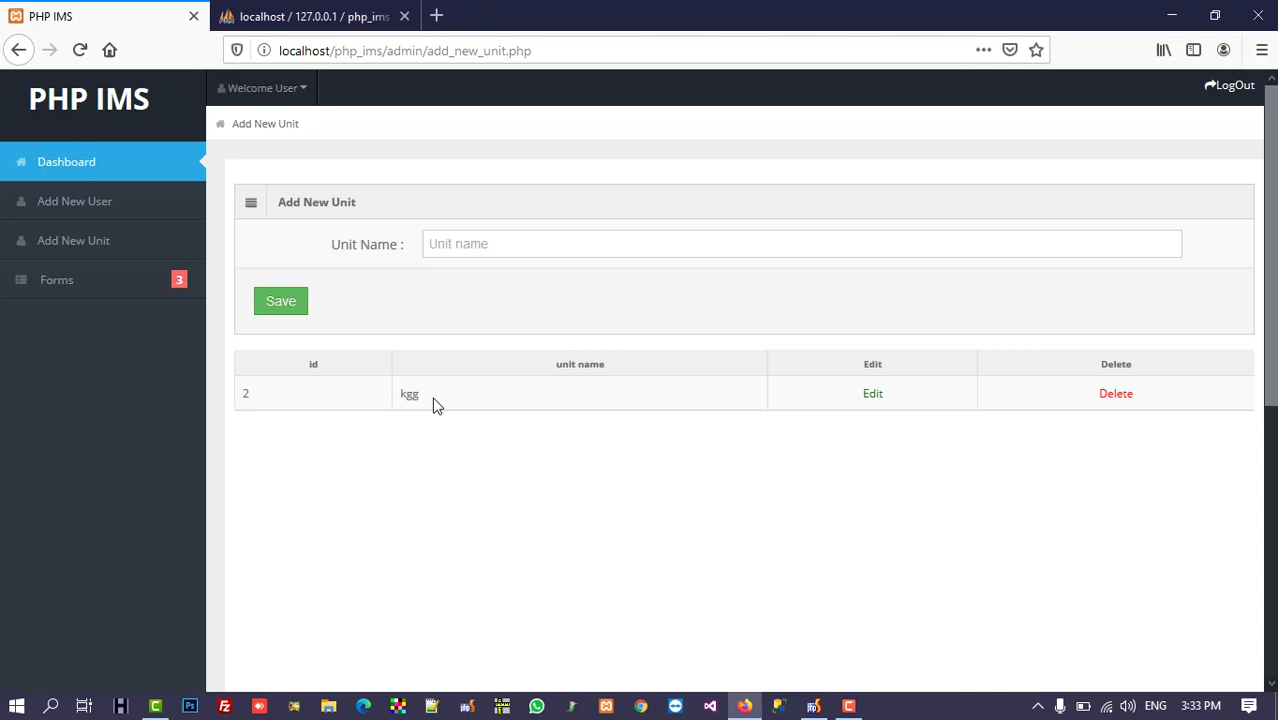 PHP IMS
localhost / 127.0.0.1 / php_ims
localhost/php_ims/admin/add_new_unit.php
PHP IMS
Welcome User
LogOut
Add New Unit
Dashboard
Add New User
Add New Unit
Forms 3
Add New Unit
Unit Name :
Unit name
Save
id unit name Edit Delete
2 kgg Edit Delete
ENG 3:33 PM